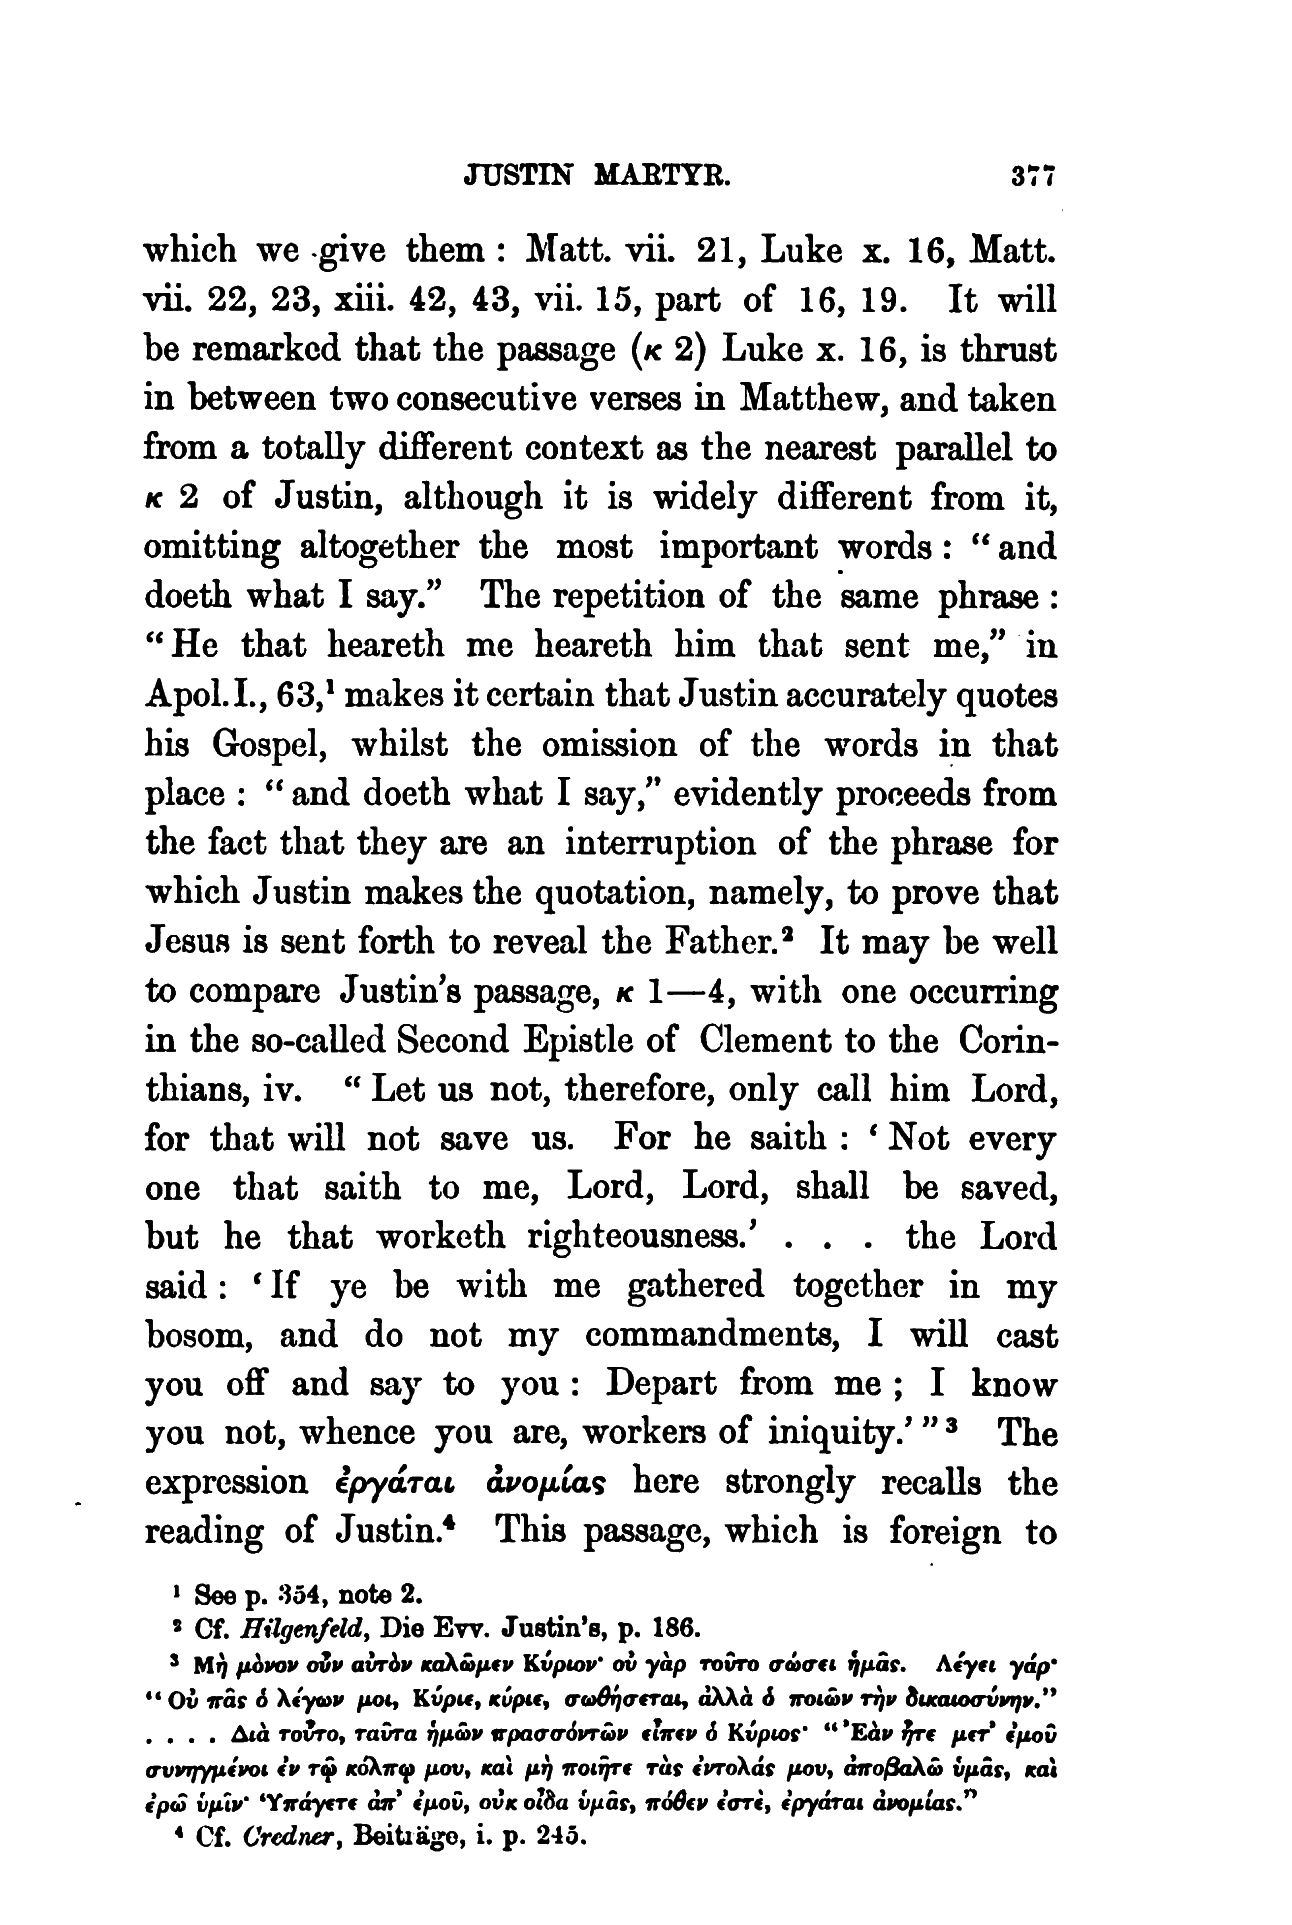 JUSTIN MARTYR. 377
which we give them : Matt. vii. 21, Luke x. 16, Matt.
vii. 22, 23, xiii. 42, 43, vii. 15, part of 16, 19. It will
be remarked that the passage (κ 2) Luke x. 16, is thrust
in between two consecutive verses in Matthew, and taken
from a totally different context as the nearest parallel to
κ 2 of Justin, although it is widely different from it,
omitting altogether the most important words : “and
doeth what I say.” The repetition of the same phrase :
“He that heareth me heareth him that sent me,” in
Apol. I., 63,¹ makes it certain that Justin accurately quotes
his Gospel, whilst the omission of the words in that
place : “and doeth what I say,” evidently proceeds from
the fact that they are an interruption of the phrase for
which Justin makes the quotation, namely, to prove that
Jesus is sent forth to reveal the Father.² It may be well
to compare Justin’s passage, κ 1—4, with one occurring
in the so-called Second Epistle of Clement to the Corin-
thians, iv. “Let us not, therefore, only call him Lord,
for that will not save us. For he saith : ‘Not every
one that saith to me, Lord, Lord, shall be saved,
but he that worketh righteousness.’ . . . the Lord
said : ‘If ye be with me gathered together in my
bosom, and do not my commandments, I will cast
you off and say to you : Depart from me ; I know
you not, whence you are, workers of iniquity.’”³ The
expression ἐργάται ἀνομίας here strongly recalls the
reading of Justin.⁴ This passage, which is foreign to
¹ See p. 354, note 2.
² Cf. Hilgenfeld, Die Evv. Justin’s, p. 186.
³ Μὴ μόνον οὖν αὐτὸν καλῶμεν Κύριον· οὐ γὰρ τοῦτο σώσει ἡμᾶς. Λέγει γάρ·
“Οὐ πᾶς ὁ λέγων μοι, Κύριε, κύριε, σωθήσεται, ἀλλὰ ὁ ποιῶν τὴν δικαιοσύνην.”
. . . . Διὰ τοῦτο, ταῦτα ἡμῶν πρασσόντῶν εἶπεν ὁ Κύριος· “Ἐὰν ἦτε μετ’ ἐμοῦ
συνηγμένοι ἐν τῷ κόλπῳ μου, καὶ μὴ ποιῆτε τὰς ἐντολάς μου, ἀποβαλῶ ὑμᾶς, καὶ
ἐρῶ ὑμῖν· ‘Υπάγετε ἀπ’ ἐμοῦ, οὐκ οἶδα ὑμᾶς, πόθεν ἐστὲ, ἐργάται ἀνομίας.”
⁴ Cf. Credner, Beiträge, i. p. 245.